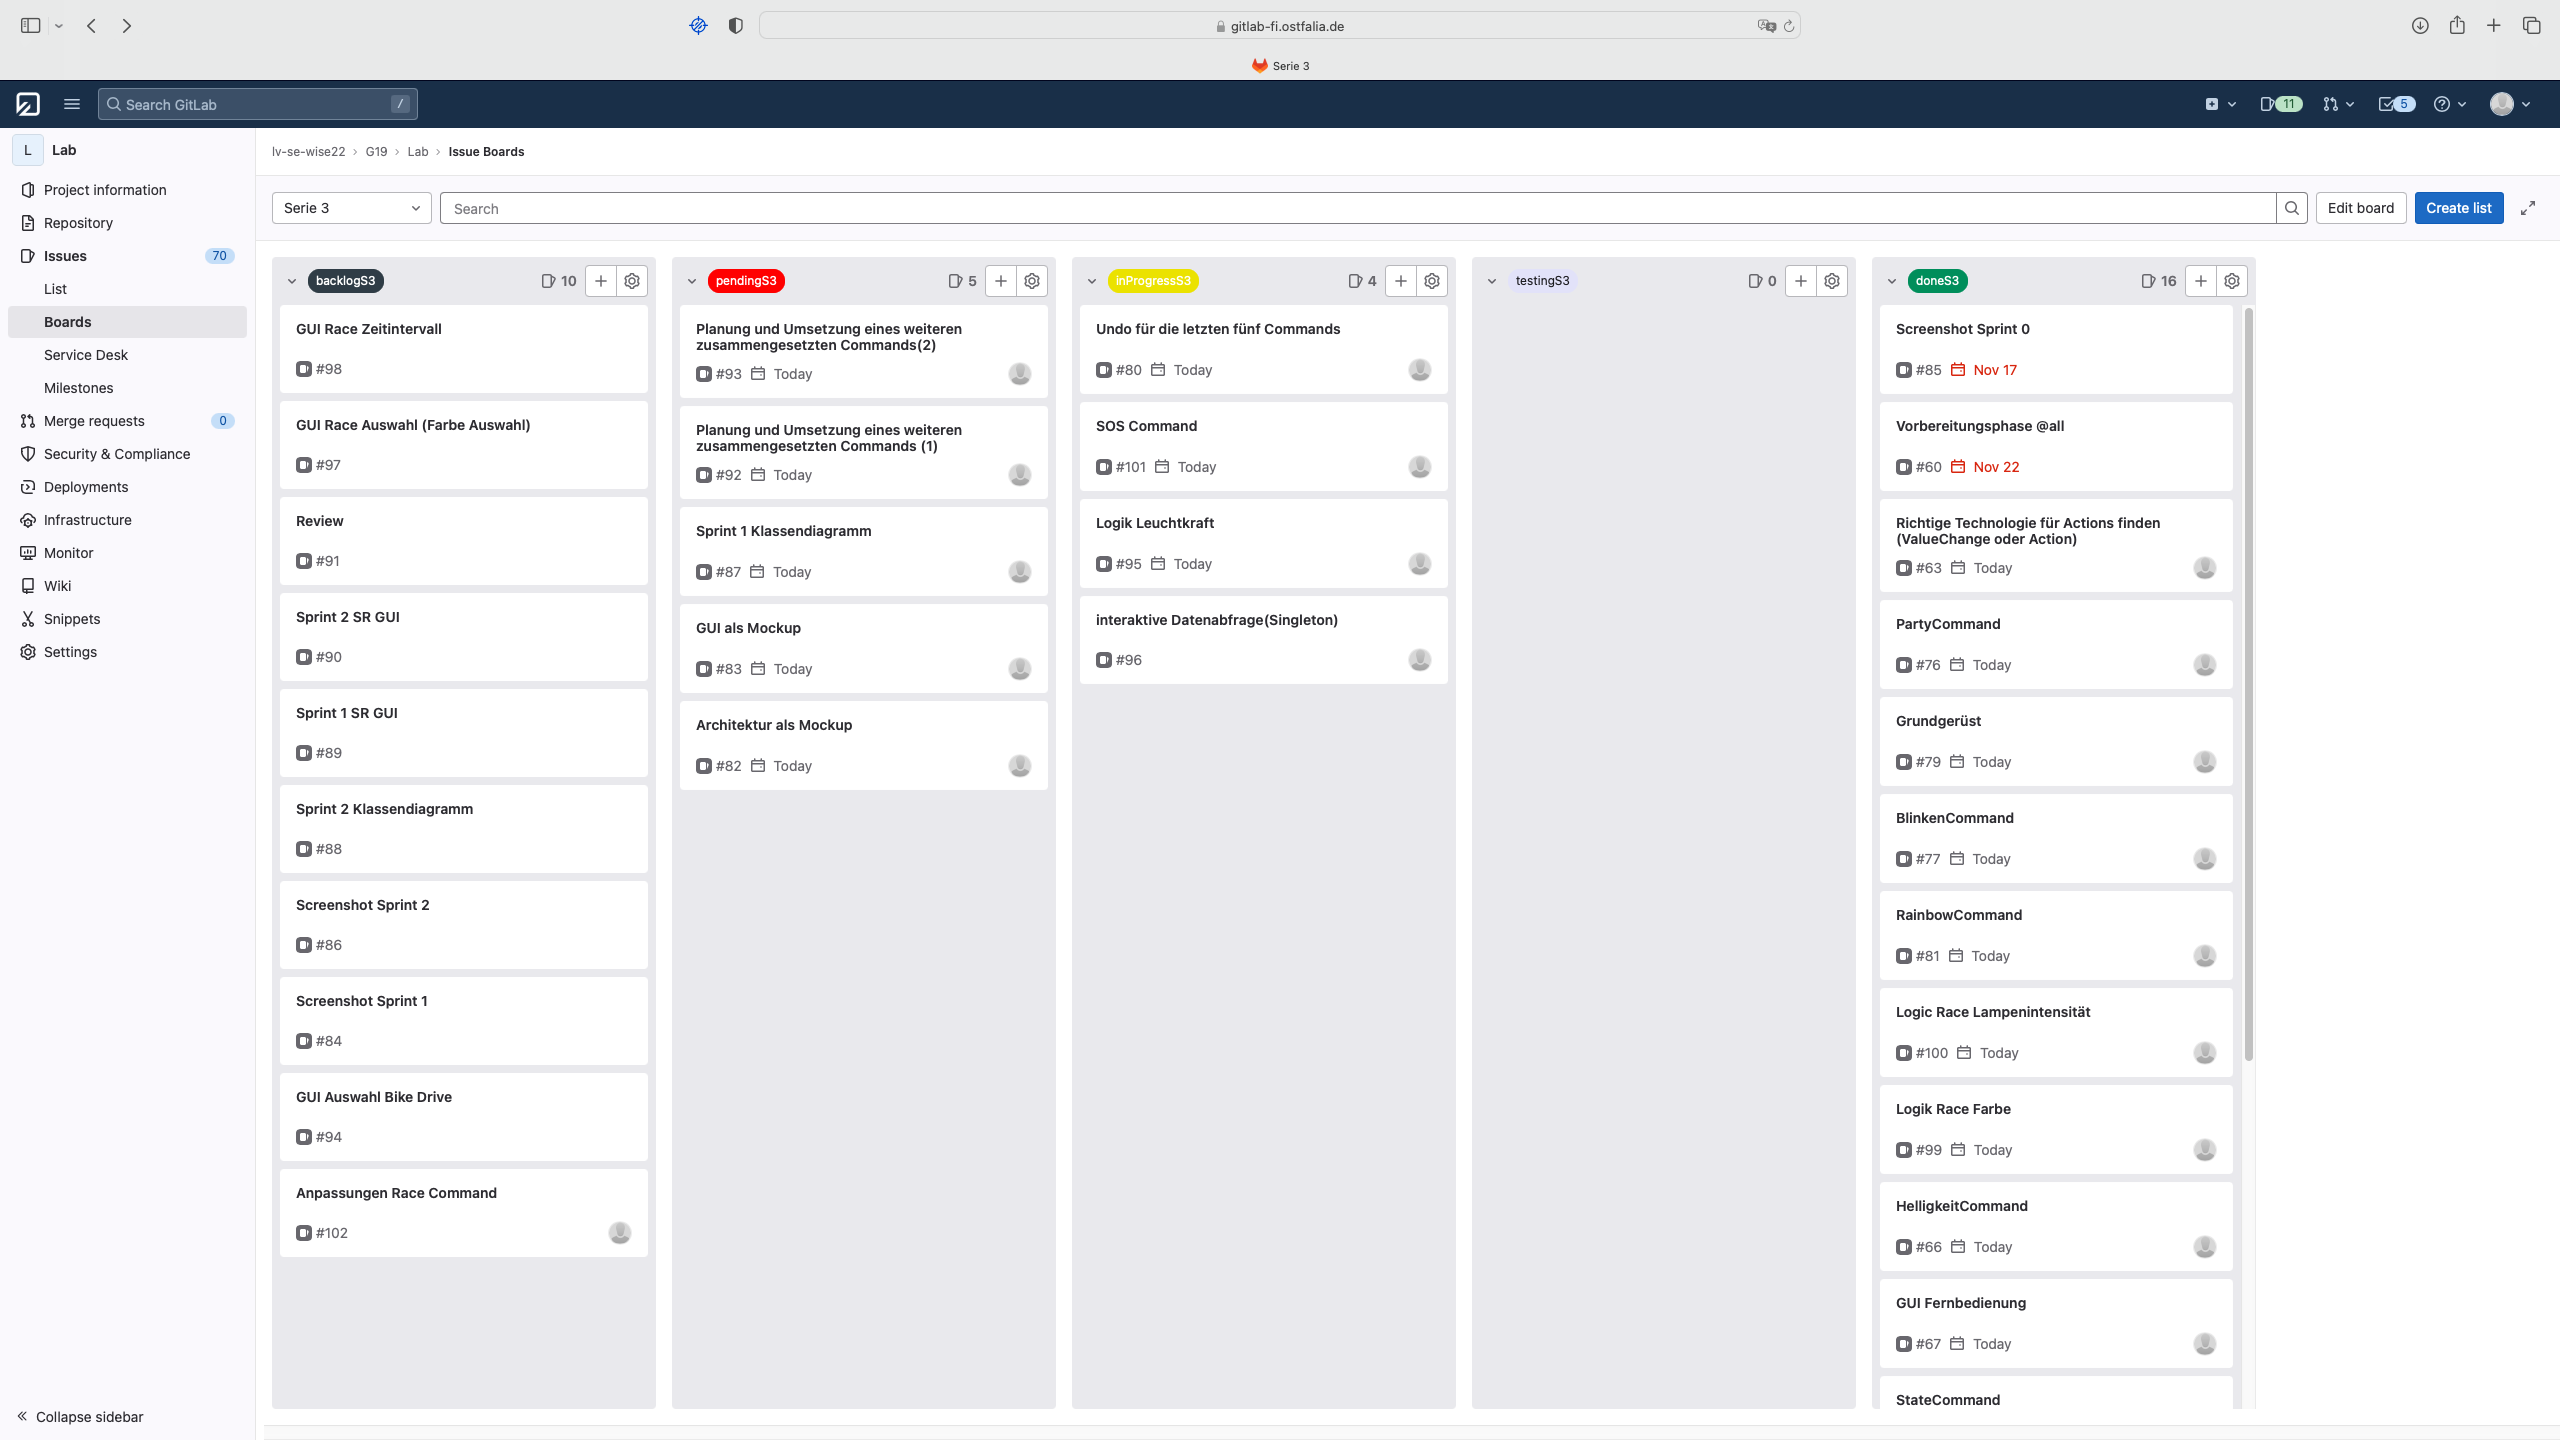 gitlab-fi.ostfalia.de
Serie 3
Search GitLab
/
11
5
L
Lab
Project information
Repository
Issues
70
List
Boards
Service Desk
Milestones
Merge requests
0
Security & Compliance
Deployments
Infrastructure
Monitor
Wiki
Snippets
Settings
Collapse sidebar
lv-se-wise22 > G19 > Lab > Issue Boards
Serie 3
Search
Edit board
Create list
backlogS3
10
GUI Race Zeitintervall
#98
GUI Race Auswahl (Farbe Auswahl)
#97
Review
#91
Sprint 2 SR GUI
#90
Sprint 1 SR GUI
#89
Sprint 2 Klassendiagramm
#88
Screenshot Sprint 2
#86
Screenshot Sprint 1
#84
GUI Auswahl Bike Drive
#94
Anpassungen Race Command
#102
pendingS3
5
Planung und Umsetzung eines weiteren
zusammengesetzten Commands(2)
#93 Today
Planung und Umsetzung eines weiteren
zusammengesetzten Commands (1)
#92 Today
Sprint 1 Klassendiagramm
#87 Today
GUI als Mockup
#83 Today
Architektur als Mockup
#82 Today
inProgressS3
4
Undo für die letzten fünf Commands
#80 Today
SOS Command
#101 Today
Logik Leuchtkraft
#95 Today
interaktive Datenabfrage(Singleton)
#96
testingS3
0
doneS3
16
Screenshot Sprint 0
#85 Nov 17
Vorbereitungsphase @all
#60 Nov 22
Richtige Technologie für Actions finden
(ValueChange oder Action)
#63 Today
PartyCommand
#76 Today
Grundgerüst
#79 Today
BlinkenCommand
#77 Today
RainbowCommand
#81 Today
Logic Race Lampenintensität
#100 Today
Logik Race Farbe
#99 Today
HelligkeitCommand
#66 Today
GUI Fernbedienung
#67 Today
StateCommand